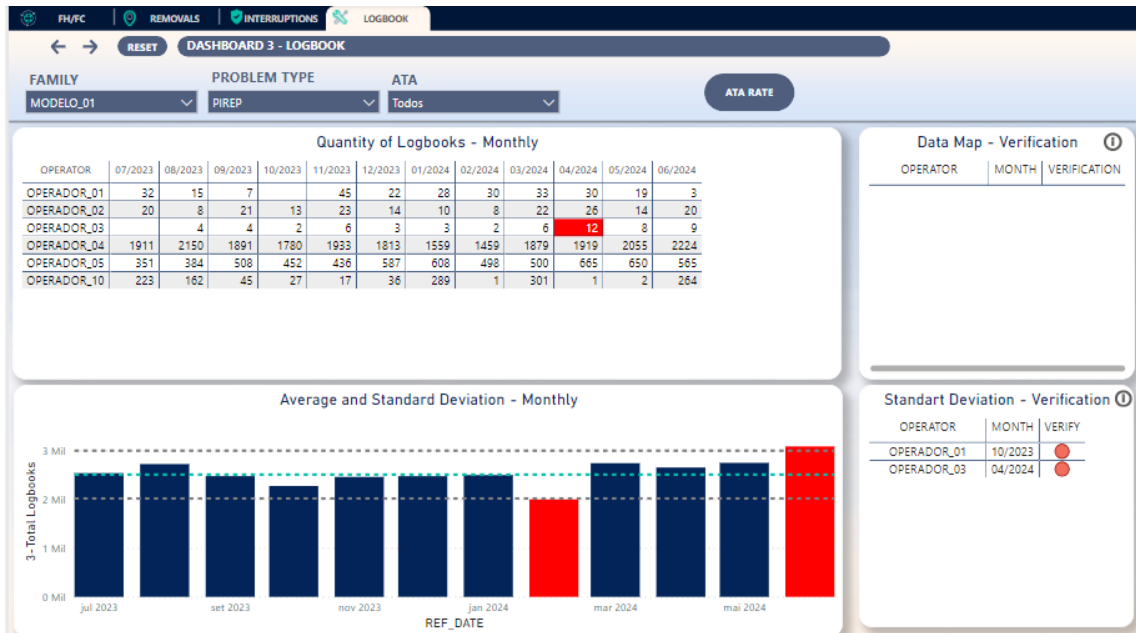 FH/FC REMOVALS INTERRUPTIONS LOGBOOK
RESET DASHBOARD 3 - LOGBOOK
FAMILY PROBLEM TYPE ATA
MODELO_01 PIREP Todos ATA RATE
Quantity of Logbooks - Monthly
OPERATOR 07/2023 08/2023 09/2023 10/2023 11/2023 12/2023 01/2024 02/2024 03/2024 04/2024 05/2024 06/2024
OPERADOR_01 32 15 7 45 22 28 30 33 30 19 3
OPERADOR_02 20 8 21 13 23 14 10 8 22 26 14 20
OPERADOR_03 4 4 2 6 3 3 2 6 12 8 9
OPERADOR_04 1911 2150 1891 1780 1933 1813 1559 1459 1879 1919 2055 2224
OPERADOR_05 351 384 508 452 436 587 608 498 500 665 650 565
OPERADOR_10 223 162 45 27 17 36 289 1 301 1 2 264
Data Map - Verification
OPERATOR MONTH VERIFICATION
Average and Standard Deviation - Monthly
3-Total Logbooks
3 Mil
2 Mil
1 Mil
0 Mil
jul 2023 set 2023 nov 2023 jan 2024 mar 2024 mai 2024
REF_DATE
Standart Deviation - Verification
OPERATOR MONTH VERIFY
OPERADOR_01 10/2023
OPERADOR_03 04/2024